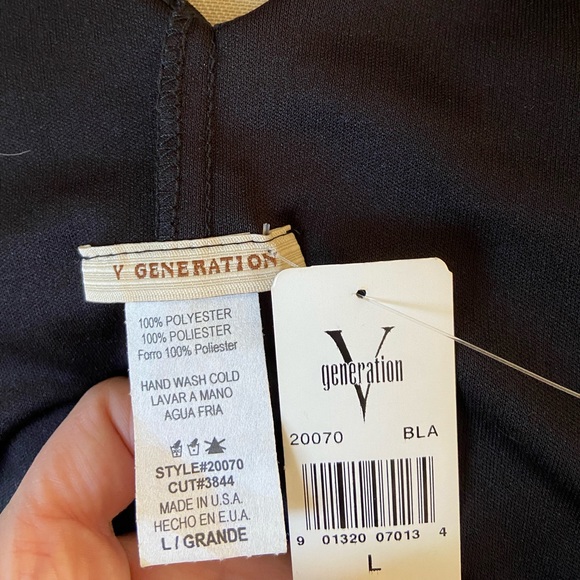 V GENERATION
100% POLYESTER
100% POLIESTER
Forro 100% Poliester
HAND WASH COLD
LAVAR A MANO
AGUA FRIA
STYLE#20070
CUT#3844
MADE IN U.S.A.
HECHO EN E.U.A.
L / GRANDE
V
generation
20070 BLA
9 01320 07013 4
L